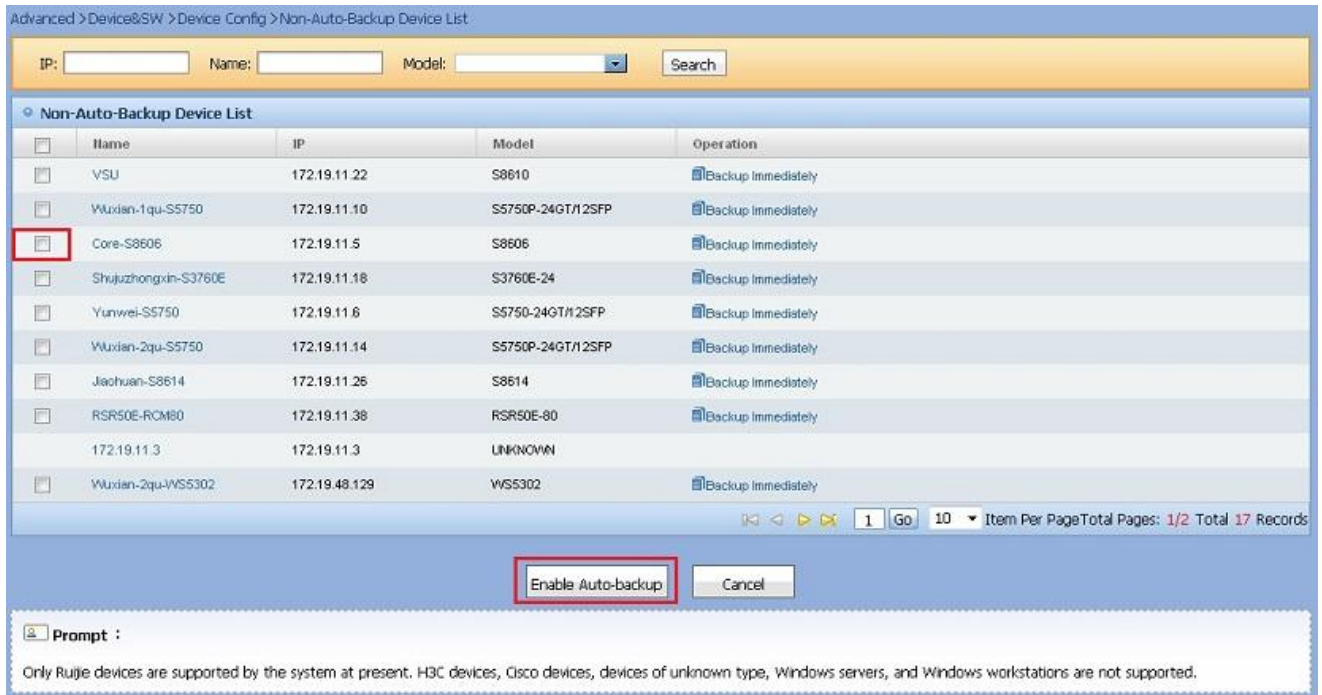 Advanced >Device&SW >Device Config >Non-Auto-Backup Device List
IP: Name: Model: Search
Non-Auto-Backup Device List
Name IP Model Operation
VSU 172.19.11.22 S8610 Backup Immediately
Wuxian-1qu-S5750 172.19.11.10 S5750P-24GT/12SFP Backup Immediately
Core-S8606 172.19.11.5 S8606 Backup Immediately
Shujuzhongxin-S3760E 172.19.11.18 S3760E-24 Backup Immediately
Yunwei-S5750 172.19.11.6 S5750-24GT/12SFP Backup Immediately
Wuxian-2qu-S5750 172.19.11.14 S5750P-24GT/12SFP Backup Immediately
Jiaohuan-S8614 172.19.11.26 S8614 Backup Immediately
RSR50E-RCM80 172.19.11.38 RSR50E-80 Backup Immediately
172.19.11.3 172.19.11.3 UNKNOWN
Wuxian-2qu-WS5302 172.19.48.129 WS5302 Backup Immediately
1 Go 10 Item Per PageTotal Pages: 1/2 Total 17 Records
Enable Auto-backup Cancel
Prompt :
Only Ruijie devices are supported by the system at present. H3C devices, Cisco devices, devices of unknown type, Windows servers, and Windows workstations are not supported.